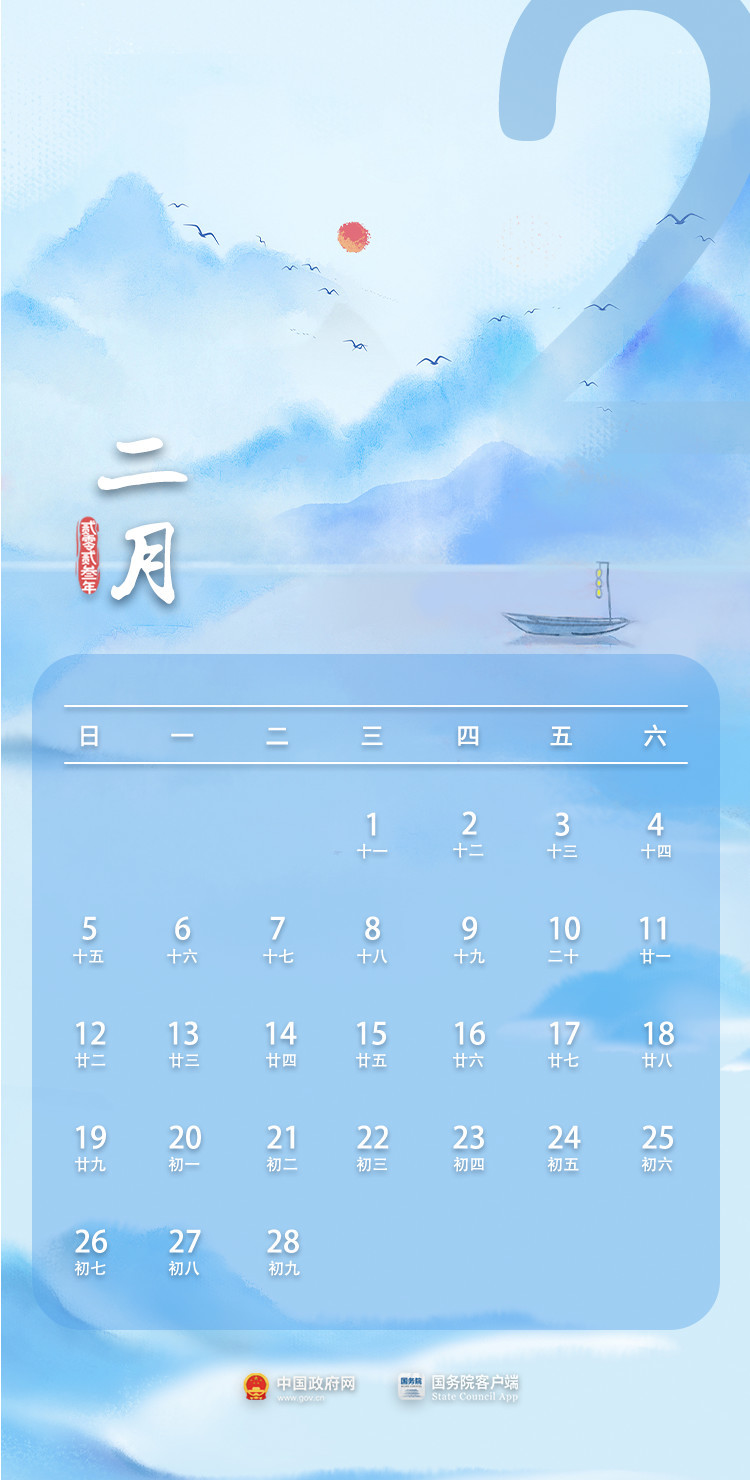 2
二月
贰零贰叁年
日 一 二 三 四 五 六
1 2 3 4
十一 十二 十三 十四
5 6 7 8 9 10 11
十五 十六 十七 十八 十九 二十 廿一
12 13 14 15 16 17 18
廿二 廿三 廿四 廿五 廿六 廿七 廿八
19 20 21 22 23 24 25
廿九 初一 初二 初三 初四 初五 初六
26 27 28
初七 初八 初九
中国政府网 国务院 国务院客户端
www.gov.cn State Council App